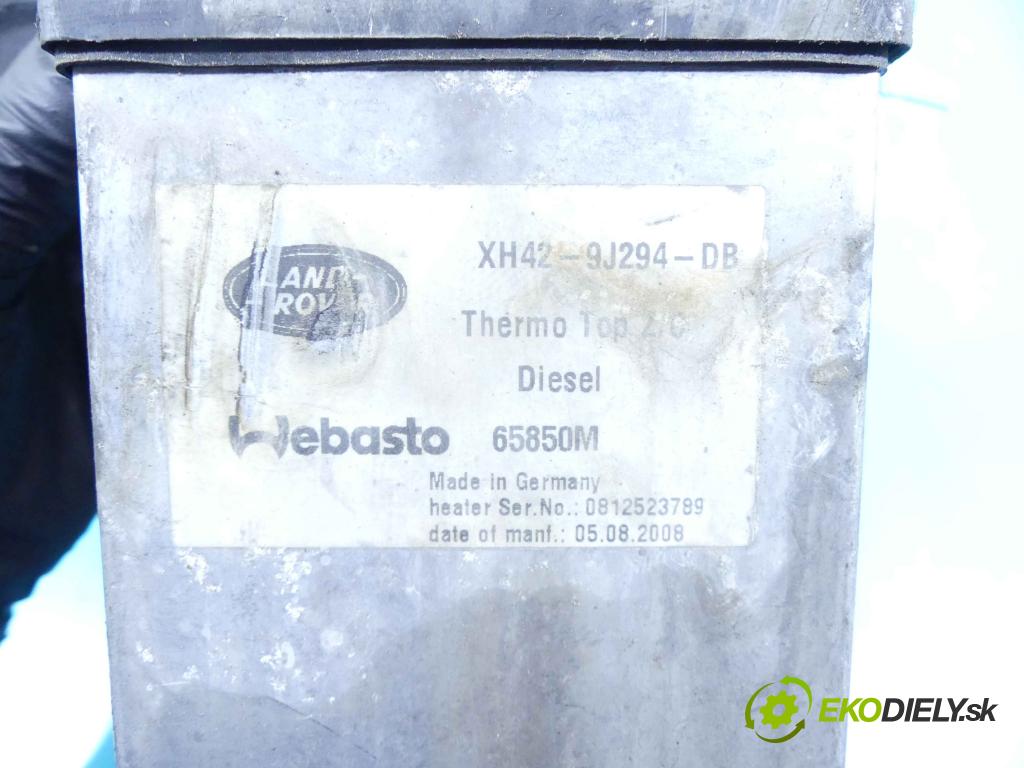 LAND-
ROVER
XH42-9J294-DB
Thermo Top Z/C
Diesel
Webasto 65850M
Made in Germany
heater Ser.No.: 0812523789
date of manf.: 05.08.2008
EKODIELY.sk